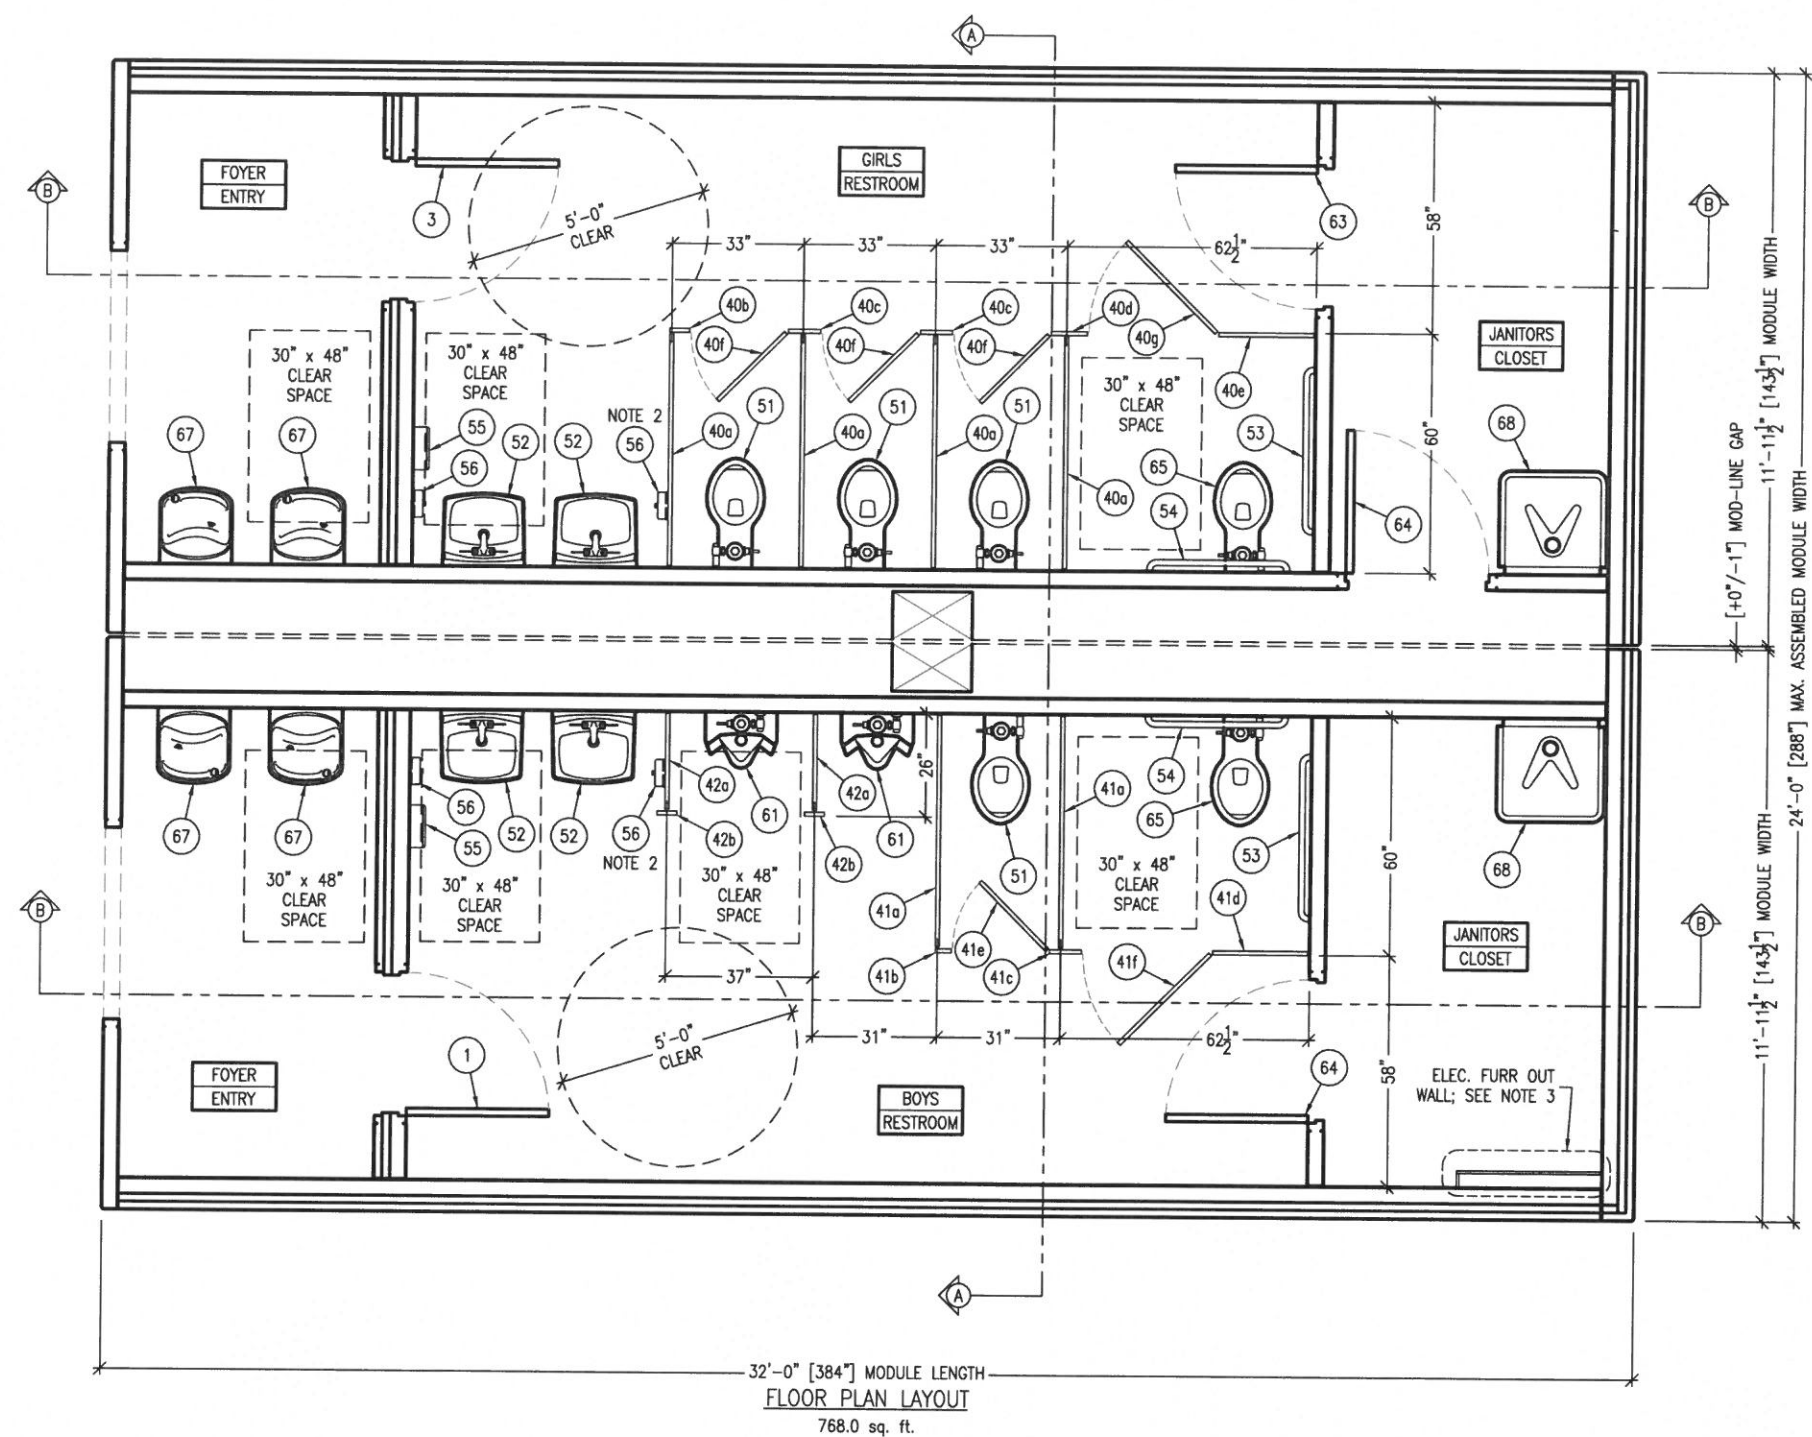 A
FOYER
ENTRY
GIRLS
RESTROOM
B
B
3
5'-0"
CLEAR
63
58"
33"
33"
33"
62½"
40b
40c
40c
40d
40f
40f
40f
40g
40e
JANITORS
CLOSET
30" x 48"
CLEAR
SPACE
30" x 48"
CLEAR
SPACE
30" x 48"
CLEAR
SPACE
NOTE 2
51
51
51
67
67
55
52
52
56
56
40a
40a
40a
40a
53
60"
68
65
54
64
[+0"/-1"] MOD-LINE GAP
11'-11½" [143½"] MODULE WIDTH
24'-0" [288"] MAX. ASSEMBLED MODULE WIDTH
26"
42a
42a
41a
54
56
56
61
61
65
67
67
55
52
52
NOTE 2
42b
42b
51
53
68
60"
30" x 48"
CLEAR
SPACE
30" x 48"
CLEAR
SPACE
30" x 48"
CLEAR
SPACE
30" x 48"
CLEAR
SPACE
41a
41d
41e
41b
41c
41f
JANITORS
CLOSET
B
B
37"
31"
31"
62½"
5'-0"
CLEAR
1
64
58"
11'-11½" [143½"] MODULE WIDTH
FOYER
ENTRY
BOYS
RESTROOM
ELEC. FURR OUT
WALL; SEE NOTE 3
A
32'-0" [384"] MODULE LENGTH
FLOOR PLAN LAYOUT
768.0 sq. ft.